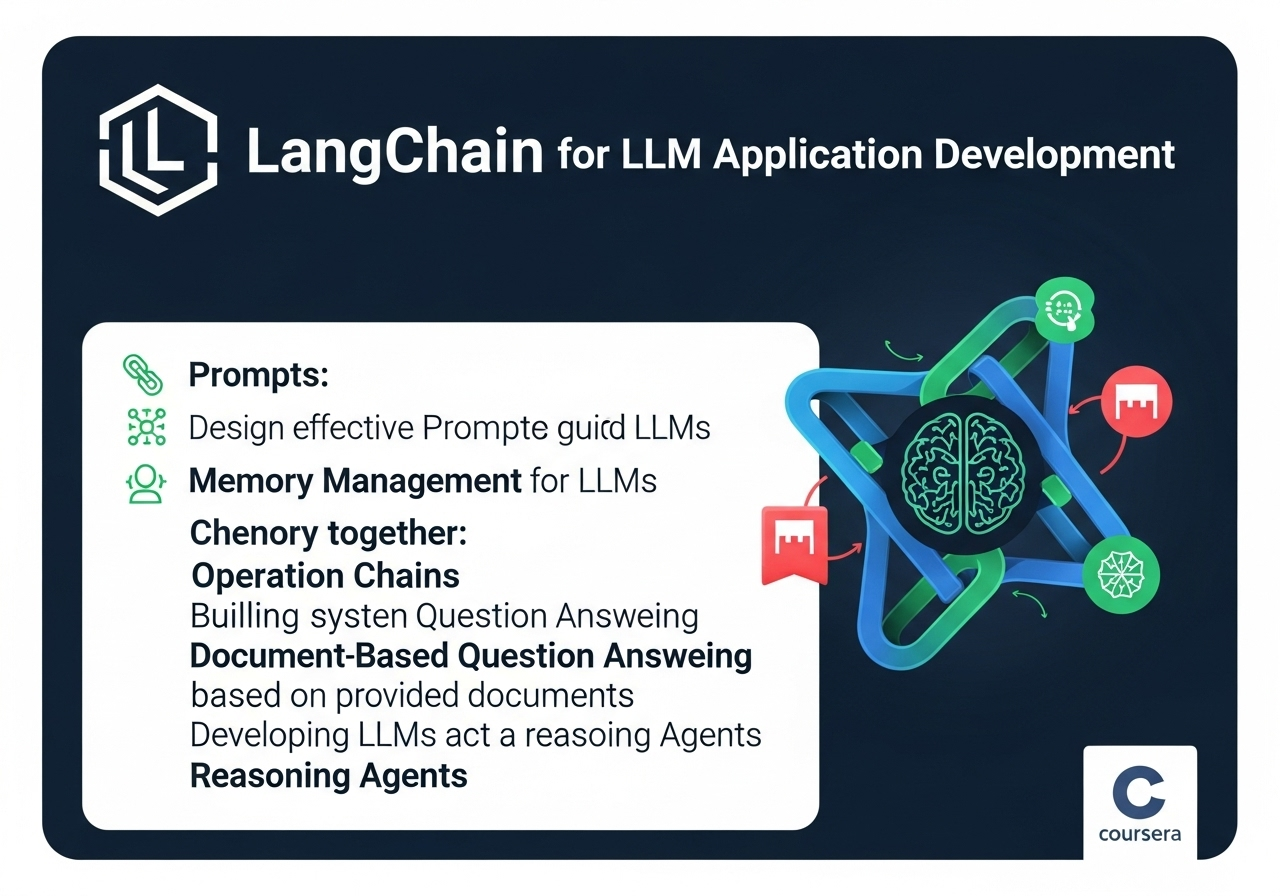 LangChain for LLM Application Development
Prompts:
Design effective Prompte guird LLMs
Memory Management for LLMs
Chenory together:
Operation Chains
Builling systen Question Answeing
Document-Based Question Answeing
based on provided documents
Developing LLMs act a reasoing Agents
Reasoning Agents
coursera